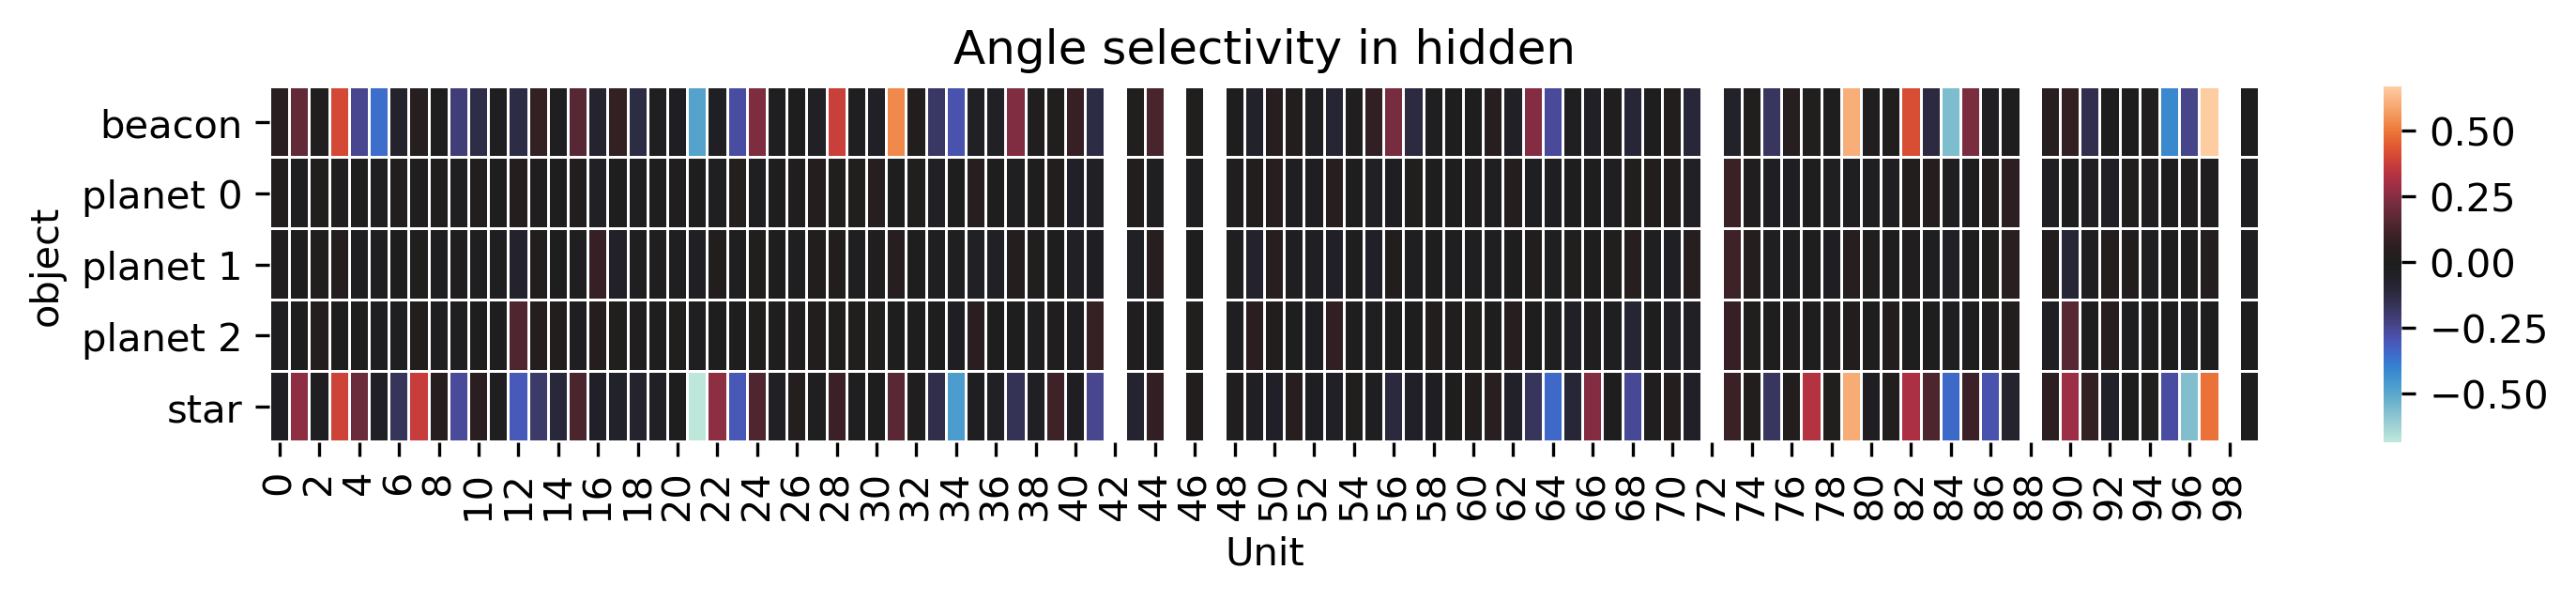 Angle selectivity in hidden
object
beacon
planet 0
planet 1
planet 2
star
0 2 4 6 8 10 12 14 16 18 20 22 24 26 28 30 32 34 36 38 40 42 44 46 48 50 52 54 56 58 60 62 64 66 68 70 72 74 76 78 80 82 84 86 88 90 92 94 96 98
Unit
0.50
0.25
0.00
−0.25
−0.50